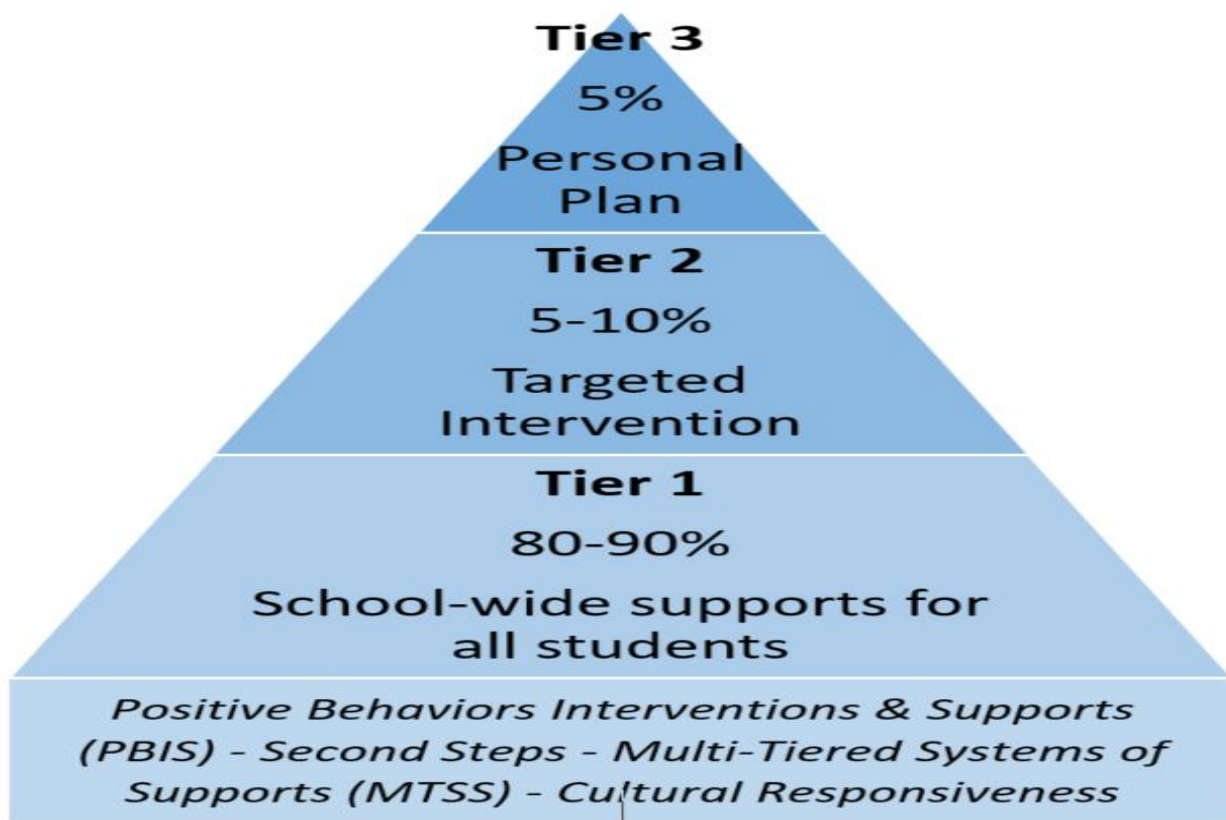 Tier 3
5%
Personal
Plan
Tier 2
5-10%
Targeted
Intervention
Tier 1
80-90%
School-wide supports for
all students
Positive Behaviors Interventions & Supports
(PBIS) - Second Steps - Multi-Tiered Systems of
Supports (MTSS) - Cultural Responsiveness